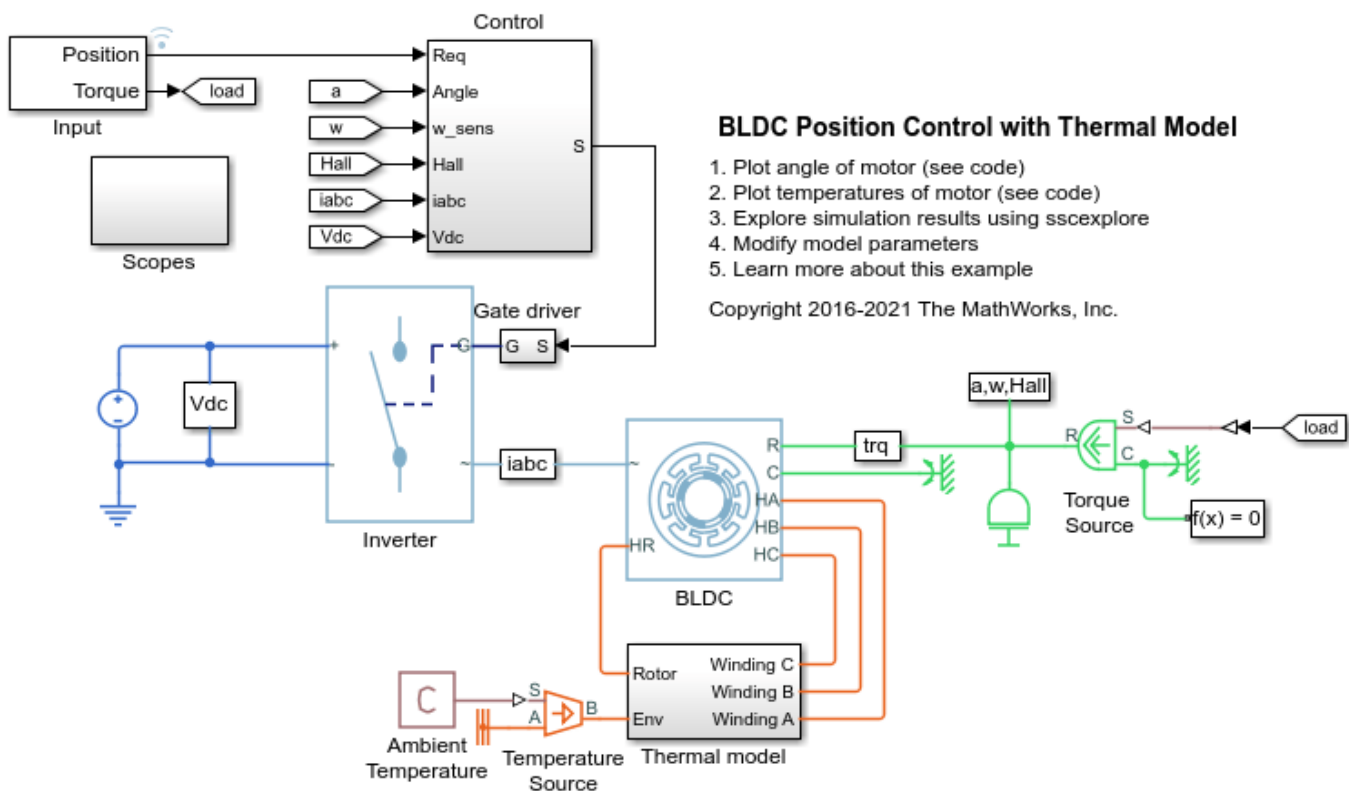 Control
Position
Torque
load
Input
Req
Angle
w_sens
Hall
iabc
Vdc
S
a
w
Hall
iabc
Vdc
Scopes
BLDC Position Control with Thermal Model
1. Plot angle of motor (see code)
2. Plot temperatures of motor (see code)
3. Explore simulation results using sscexplore
4. Modify model parameters
5. Learn more about this example
Copyright 2016-2021 The MathWorks, Inc.
Gate driver
G S
+
G
-
~
Vdc
+
-
Inverter
iabc
~
R
C
HA
HB
HC
HR
BLDC
trq
a,w,Hall
R
S
C
load
Torque
Source
f(x) = 0
Rotor
Env
Winding C
Winding B
Winding A
Thermal model
C
Ambient
Temperature
S
A
B
Temperature
Source